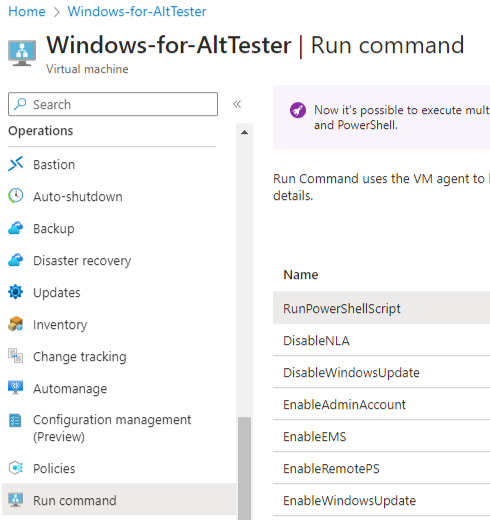 Home > Windows-for-AltTester
Windows-for-AltTester | Run command
Virtual machine
Search
Operations
Bastion
Auto-shutdown
Backup
Disaster recovery
Updates
Inventory
Change tracking
Automanage
Configuration management
(Preview)
Policies
Run command
Now it's possible to execute mult
and PowerShell.
Run Command uses the VM agent to
details.
Name
RunPowerShellScript
DisableNLA
DisableWindowsUpdate
EnableAdminAccount
EnableEMS
EnableRemotePS
EnableWindowsUpdate